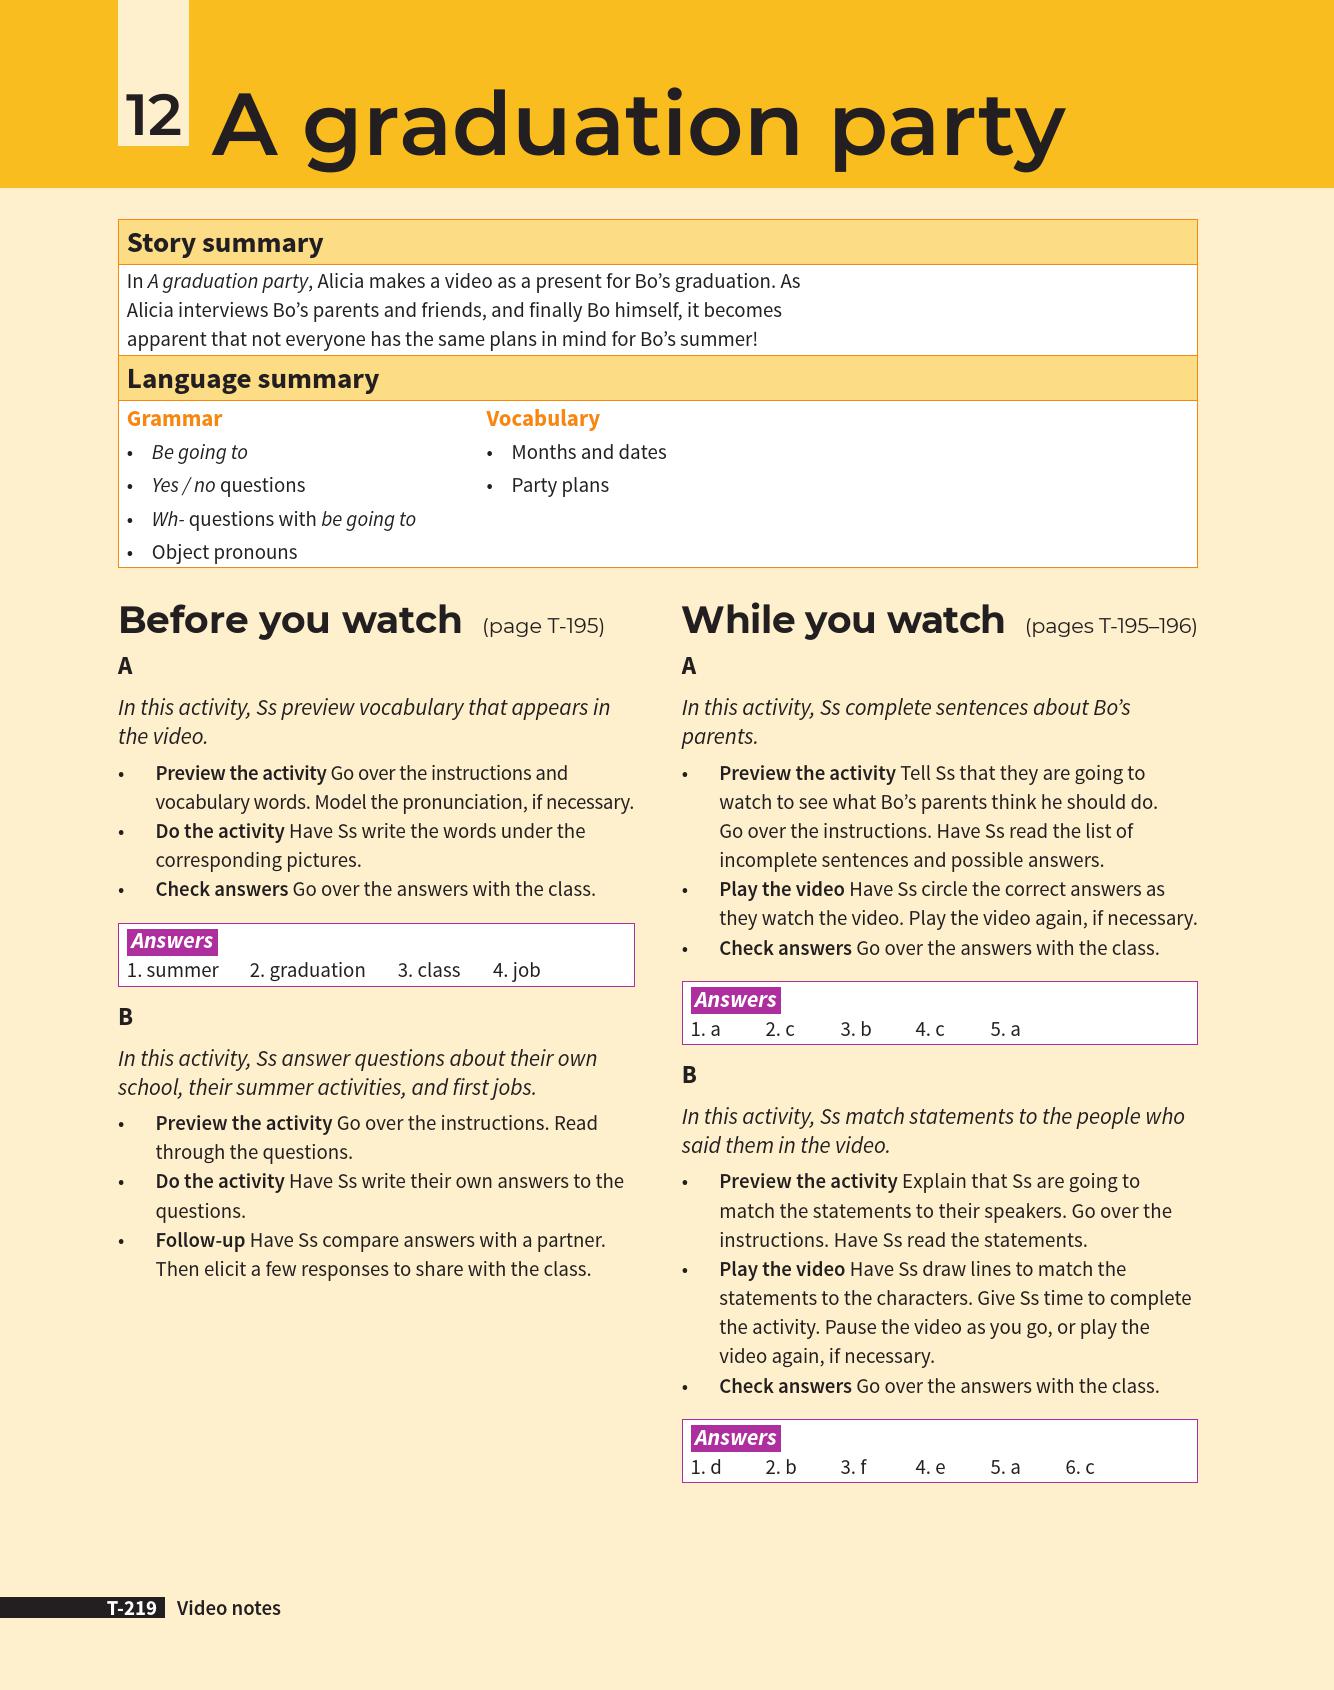 12 A graduation party
Story summary
In A graduation party, Alicia makes a video as a present for Bo’s graduation. As
Alicia interviews Bo’s parents and friends, and finally Bo himself, it becomes
apparent that not everyone has the same plans in mind for Bo’s summer!
Language summary
Grammar
• Be going to
• Yes / no questions
• Wh- questions with be going to
• Object pronouns
Vocabulary
• Months and dates
• Party plans
Before you watch (page T-195)
A
In this activity, Ss preview vocabulary that appears in
the video.
• Preview the activity Go over the instructions and
vocabulary words. Model the pronunciation, if necessary.
• Do the activity Have Ss write the words under the
corresponding pictures.
• Check answers Go over the answers with the class.
Answers
1. summer 2. graduation 3. class 4. job
B
In this activity, Ss answer questions about their own
school, their summer activities, and first jobs.
• Preview the activity Go over the instructions. Read
through the questions.
• Do the activity Have Ss write their own answers to the
questions.
• Follow-up Have Ss compare answers with a partner.
Then elicit a few responses to share with the class.
While you watch (pages T-195–196)
A
In this activity, Ss complete sentences about Bo’s
parents.
• Preview the activity Tell Ss that they are going to
watch to see what Bo’s parents think he should do.
Go over the instructions. Have Ss read the list of
incomplete sentences and possible answers.
• Play the video Have Ss circle the correct answers as
they watch the video. Play the video again, if necessary.
• Check answers Go over the answers with the class.
Answers
1. a 2. c 3. b 4. c 5. a
B
In this activity, Ss match statements to the people who
said them in the video.
• Preview the activity Explain that Ss are going to
match the statements to their speakers. Go over the
instructions. Have Ss read the statements.
• Play the video Have Ss draw lines to match the
statements to the characters. Give Ss time to complete
the activity. Pause the video as you go, or play the
video again, if necessary.
• Check answers Go over the answers with the class.
Answers
1. d 2. b 3. f 4. e 5. a 6. c
T-219 Video notes